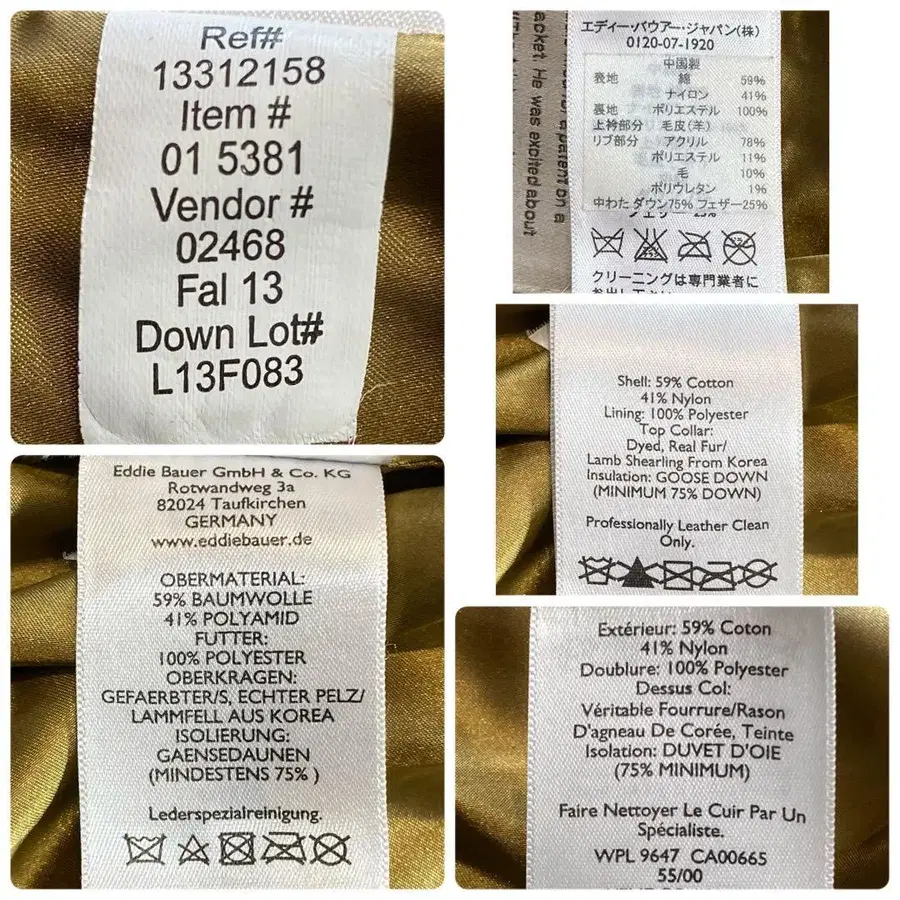 Ref#
13312158
Item #
01 5381
Vendor #
02468
Fal 13
Down Lot#
L13F083
for a patent on a
jacket. He was excited about
エディー・バウアー・ジャパン(株)
0120-07-1920
中国製
表地 綿 59%
ナイロン 41%
裏地 ポリエステル 100%
上衿部分 毛皮(羊)
リブ部分 アクリル 78%
ポリエステル 11%
毛 10%
ポリウレタン 1%
中わた ダウン75% フェザー25%
クリーニングは専門業者に
Shell: 59% Cotton
41% Nylon
Lining: 100% Polyester
Top Collar:
Dyed, Real Fur/
Lamb Shearling From Korea
Insulation: GOOSE DOWN
(MINIMUM 75% DOWN)
Professionally Leather Clean
Only.
Eddie Bauer GmbH & Co. KG
Rotwandweg 3a
82024 Taufkirchen
GERMANY
www.eddiebauer.de
OBERMATERIAL:
59% BAUMWOLLE
41% POLYAMID
FUTTER:
100% POLYESTER
OBERKRAGEN:
GEFAERBTER/S, ECHTER PELZ/
LAMMFELL AUS KOREA
ISOLIERUNG:
GAENSEDAUNEN
(MINDESTENS 75% )
Lederspezialreinigung.
Extérieur: 59% Coton
41% Nylon
Doublure: 100% Polyester
Dessus Col:
Véritable Fourrure/Rason
D'agneau De Corée, Teinte
Isolation: DUVET D'OIE
(75% MINIMUM)
Faire Nettoyer Le Cuir Par Un
Spécialiste.
WPL 9647 CA00665
55/00